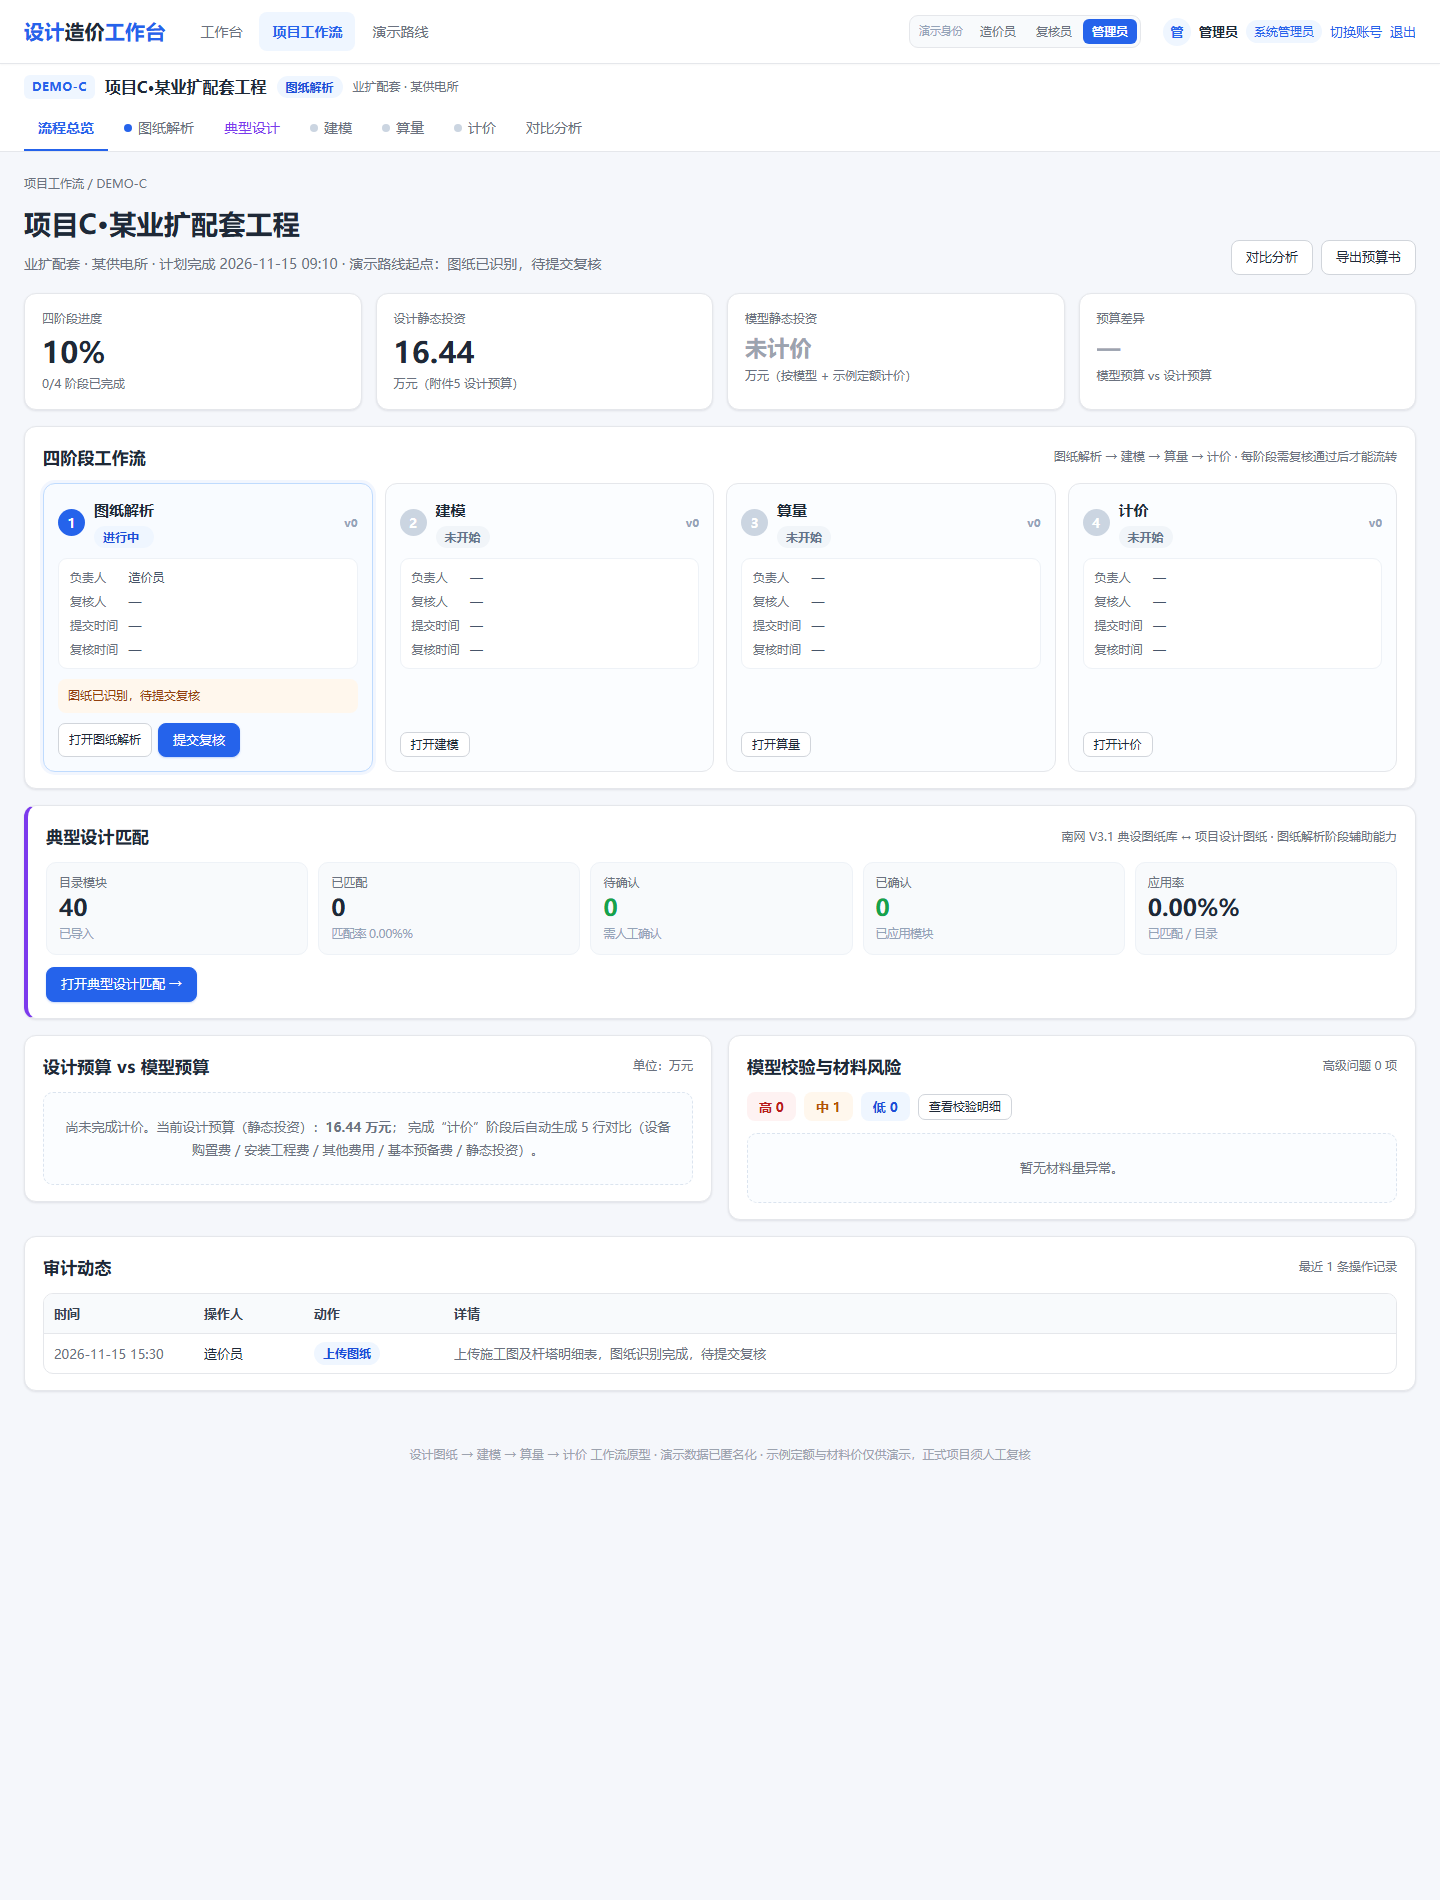 设计造价工作台
工作台
项目工作流
演示路线
演示身份
造价员
复核员
管理员
管
管理员
系统管理员
切换账号
退出
DEMO-C
项目C·某业扩配套工程
图纸解析
业扩配套 · 某供电所
流程总览
图纸解析
典型设计
建模
算量
计价
对比分析
项目工作流 / DEMO-C
项目C·某业扩配套工程
业扩配套 · 某供电所 · 计划完成 2026-11-15 09:10 · 演示路线起点：图纸已识别，待提交复核
对比分析
导出预算书
四阶段进度
10%
0/4 阶段已完成
设计静态投资
16.44
万元（附件5 设计预算）
模型静态投资
未计价
万元（按模型 + 示例定额计价）
预算差异
—
模型预算 vs 设计预算
四阶段工作流
图纸解析 → 建模 → 算量 → 计价 · 每阶段需复核通过后才能流转
1
图纸解析
进行中
v0
负责人 造价员
复核人 —
提交时间 —
复核时间 —
图纸已识别，待提交复核
打开图纸解析
提交复核
2
建模
未开始
v0
负责人 —
复核人 —
提交时间 —
复核时间 —
打开建模
3
算量
未开始
v0
负责人 —
复核人 —
提交时间 —
复核时间 —
打开算量
4
计价
未开始
v0
负责人 —
复核人 —
提交时间 —
复核时间 —
打开计价
典型设计匹配
南网 V3.1 典设图纸库 ↔ 项目设计图纸 · 图纸解析阶段辅助能力
目录模块
40
已导入
已匹配
0
匹配率 0.00%%
待确认
0
需人工确认
已确认
0
已应用模块
应用率
0.00%%
已匹配 / 目录
打开典型设计匹配 →
设计预算 vs 模型预算
单位：万元
尚未完成计价。当前设计预算（静态投资）：16.44 万元； 完成“计价”阶段后自动生成 5 行对比（设备
购置费 / 安装工程费 / 其他费用 / 基本预备费 / 静态投资）。
模型校验与材料风险
高级问题 0 项
高 0
中 1
低 0
查看校验明细
暂无材料量异常。
审计动态
最近 1 条操作记录
时间 操作人 动作 详情
2026-11-15 15:30 造价员 上传图纸 上传施工图及杆塔明细表，图纸识别完成，待提交复核
设计图纸 → 建模 → 算量 → 计价 工作流原型 · 演示数据已匿名化 · 示例定额与材料价仅供演示，正式项目须人工复核